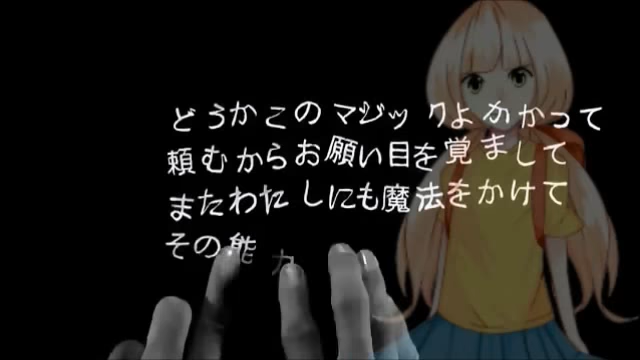 どうかこのマジックよかかって
頼むからお願い目を覚まして
またわたしにも魔法をかけて
その能力